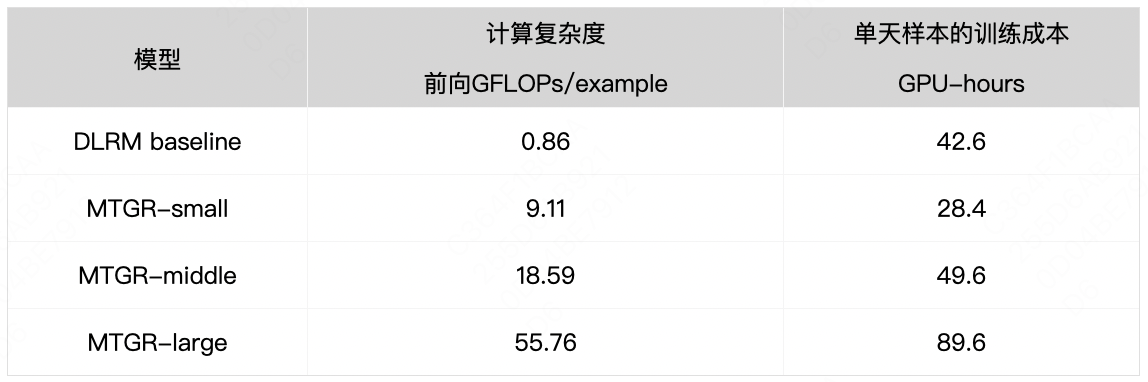 模型
计算复杂度
前向GFLOPs/example
单天样本的训练成本
GPU-hours
DLRM baseline
0.86
42.6
MTGR-small
9.11
28.4
MTGR-middle
18.59
49.6
MTGR-large
55.76
89.6